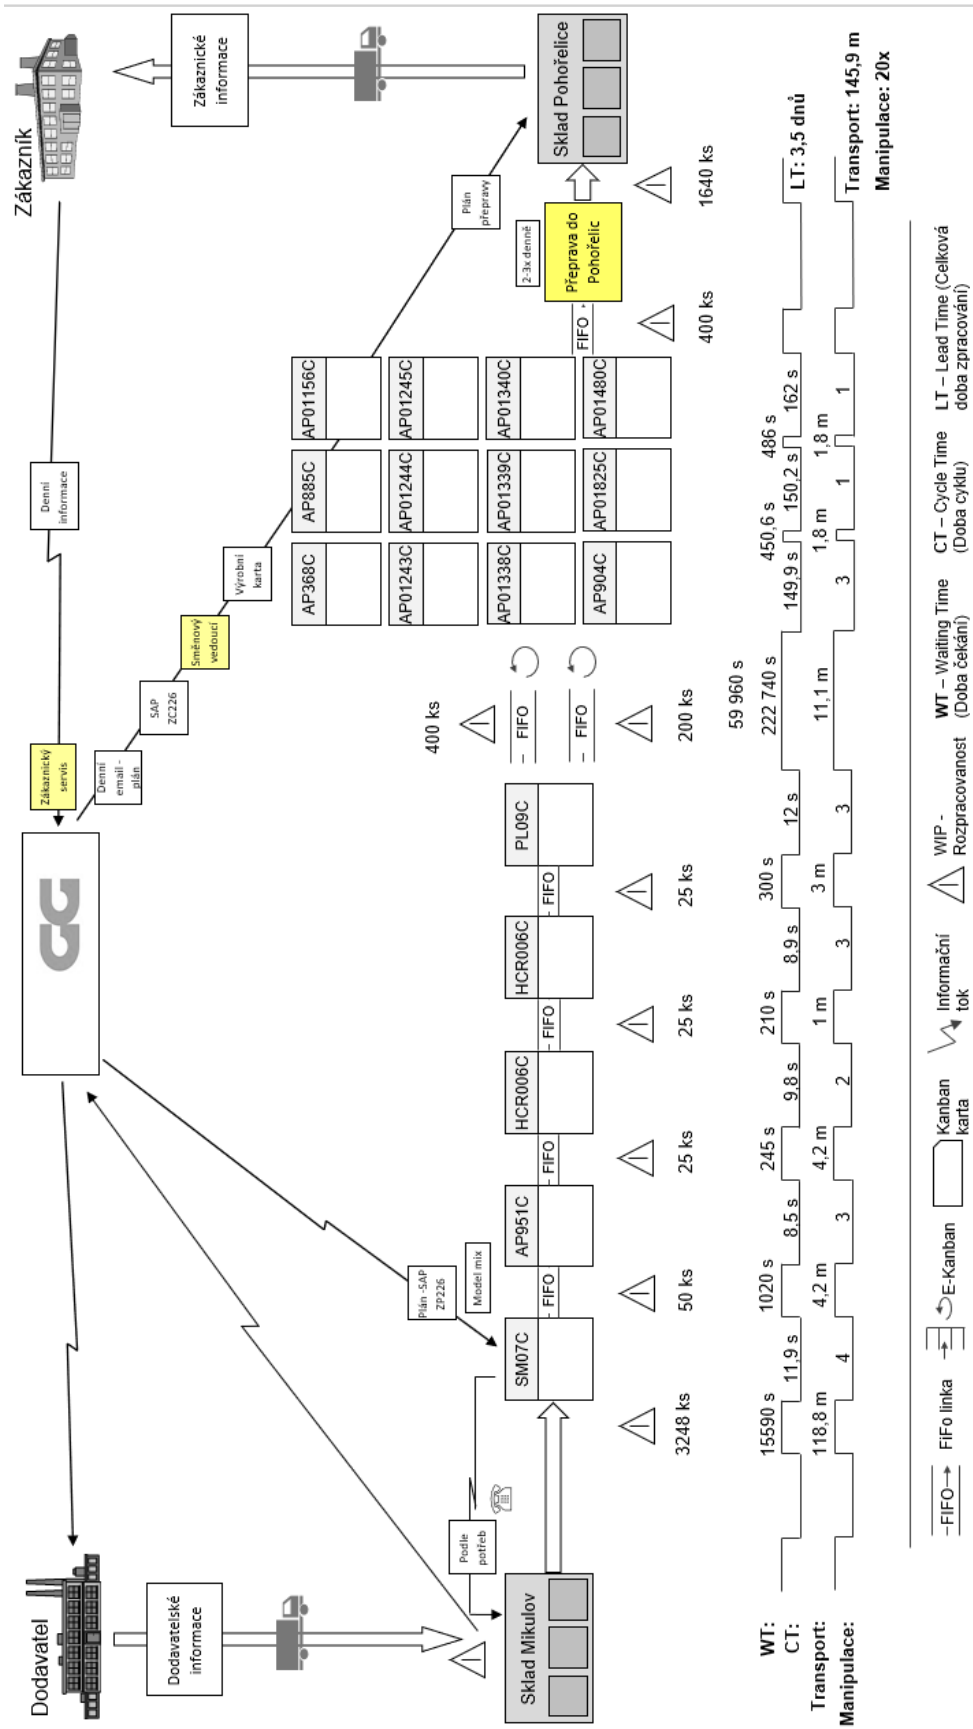 Dodavatel
Zákazník
Dodavatelské
informace
Zákaznické
informace
GG
Zákaznický
servis
Denní
informace
Denní
email -
plán
SAP
ZC226
Směnový
vedoucí
Výrobní
karta
Plán
přepravy
Plán -SAP
ZP226
Model mix
Podle
potřeb
Sklad Mikulov
SM07C
FIFO
AP951C
FIFO
HCR006C
FIFO
HCR006C
FIFO
PL09C
FIFO
FIFO
AP368C
AP885C
AP01156C
AP01243C
AP01244C
AP01245C
AP01338C
AP01339C
AP01340C
AP904C
AP01825C
AP01480C
FIFO
2-3x denně
Přeprava do
Pohořelic
Sklad Pohořelice
3248 ks
50 ks
25 ks
25 ks
25 ks
400 ks
200 ks
400 ks
1640 ks
WT:
15590 s
1020 s
245 s
210 s
300 s
59 960 s
222 740 s
450,6 s
486 s
CT:
11,9 s
8,5 s
9,8 s
8,9 s
12 s
149,9 s
150,2 s
162 s
LT: 3,5 dnů
Transport:
118,8 m
4,2 m
4,2 m
1 m
3 m
11,1 m
1,8 m
1,8 m
Transport: 145,9 m
Manipulace:
4
3
2
3
3
3
1
1
Manipulace: 20x
FIFO
FiFo linka
E-Kanban
Kanban
karta
Informační
tok
WIP -
Rozpracovanost
WT – Waiting Time
(Doba čekání)
CT – Cycle Time
(Doba cyklu)
LT – Lead Time (Celková
doba zpracování)